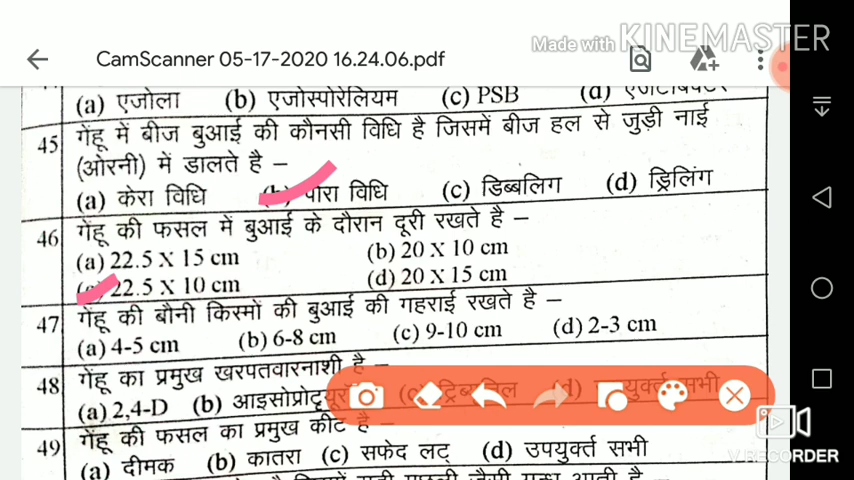 Made with KINEMASTER
CamScanner 05-17-2020 16.24.06.pdf
(a) एजोला (b) एजोस्पोरेलियम (c) PSB (d)
45 गेंहू में बीज बुआई की कौनसी विधि है जिसमें बीज हल से जुड़ी नाई
(ओरनी) में डालते है –
(a) केरा विधि (b) पोरा विधि (c) डिब्बलिग (d) ड्रिलिंग
46 गेंहू की फसल में बुआई के दौरान दूरी रखते है –
(a) 22.5 X 15 cm (b) 20 X 10 cm
22.5 X 10 cm (d) 20 X 15 cm
47 गेंहू की बौनी किस्मों की बुआई की गहराई रखते है –
(a) 4-5 cm (b) 6-8 cm (c) 9-10 cm (d) 2-3 cm
48 गेंहू का प्रमुख खरपतवारनाशी है –
(a) 2,4-D (b) (d) सभी
49 गेंहू की फसल का प्रमुख कीट है –
(a) दीमक (b) कातरा (c) सफेद लट् (d) उपयुर्क्त सभी
V RECORDER